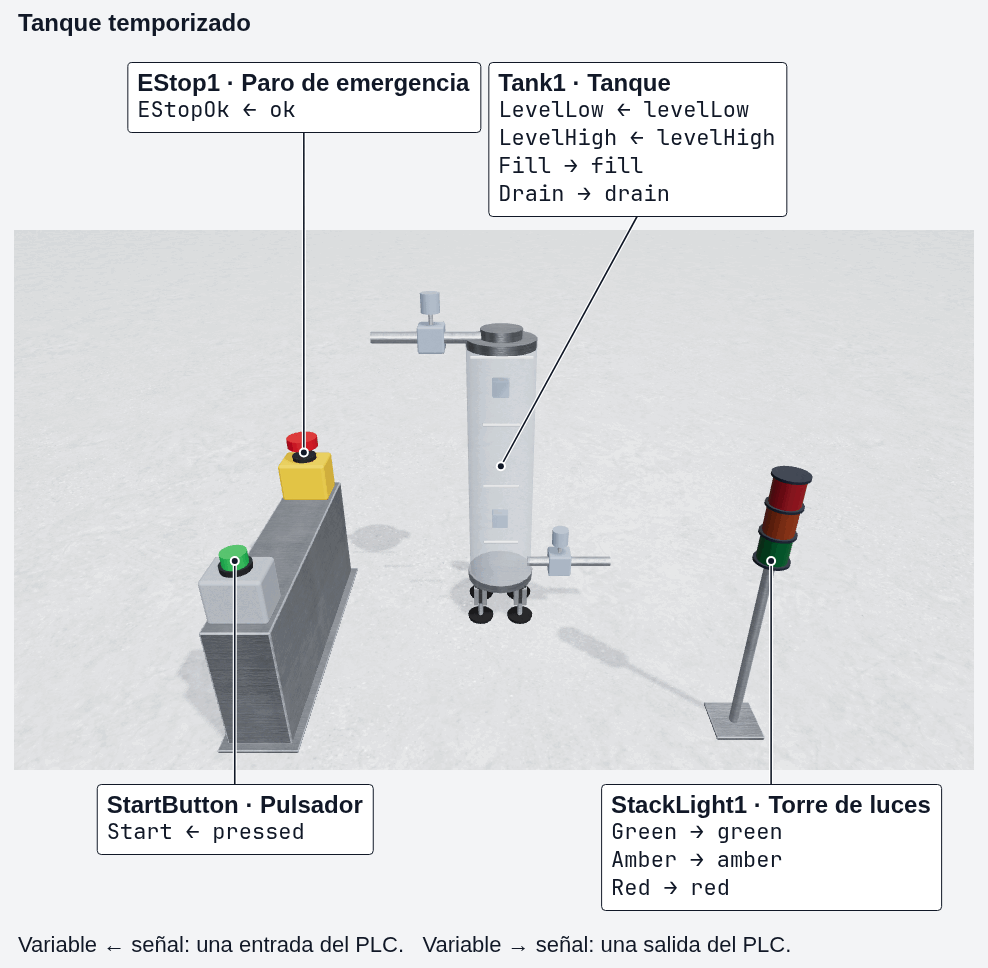 Tanque temporizado
EStop1 · Paro de emergencia
EStopOk ← ok
Tank1 · Tanque
LevelLow ← levelLow
LevelHigh ← levelHigh
Fill → fill
Drain → drain
StartButton · Pulsador
Start ← pressed
StackLight1 · Torre de luces
Green → green
Amber → amber
Red → red
Variable ← señal: una entrada del PLC. Variable → señal: una salida del PLC.